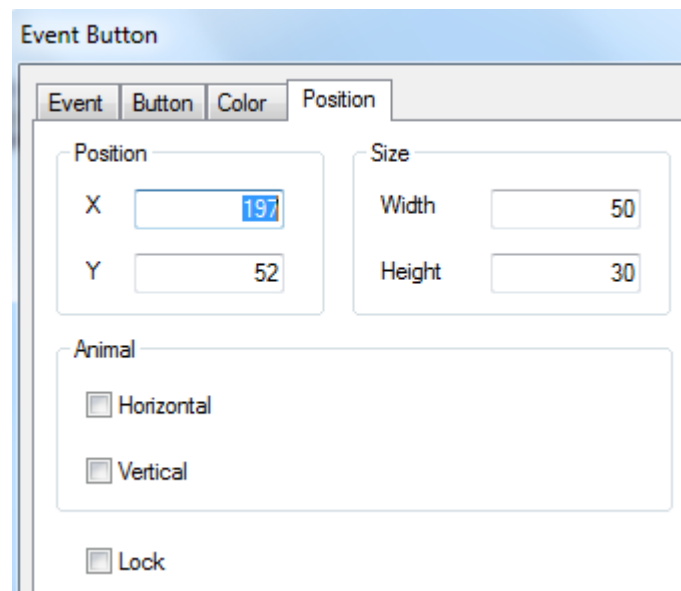 Event Button
Event Button Color Position
Position Size
X 197 Width 50
Y 52 Height 30
Animal
Horizontal
Vertical
Lock